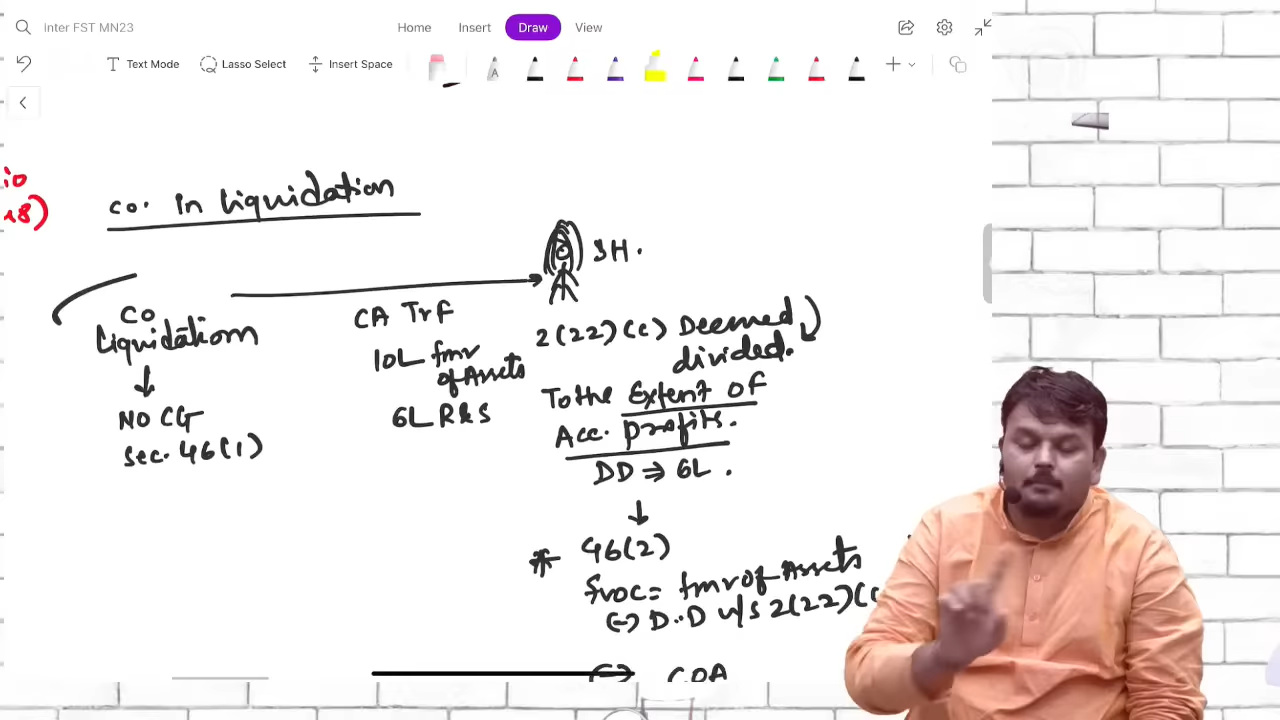 inter FST MN23
Home Insert Draw View
Text Mode Lasso Select Insert Space
co. In liquidation
SH.
CO
liquidation
NO CG
Sec. 46(1)
CA Trf
10L fmv
of Assets
6L R&S
2(22)(c) Deemed
divided.
To the Extent of
Acc. profits.
DD ⇒ 6L.
* 46(2)
fvoc = fmv of Assets
(-) D.D u/s 2(22)(c
(-) COA